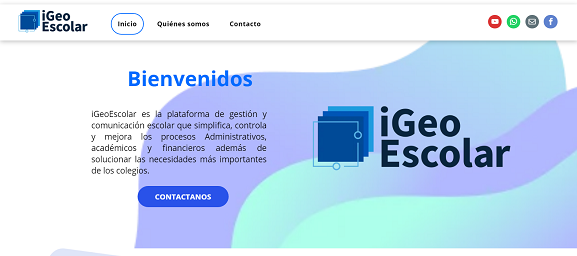 iGeo
Escolar
Inicio
Quiénes somos
Contacto
Bienvenidos
iGeoEscolar es la plataforma de gestión y
comunicación escolar que simplifica, controla
y mejora los procesos Administrativos,
académicos y financieros además de
solucionar las necesidades más importantes
de los colegios.
CONTACTANOS
iGeo
Escolar